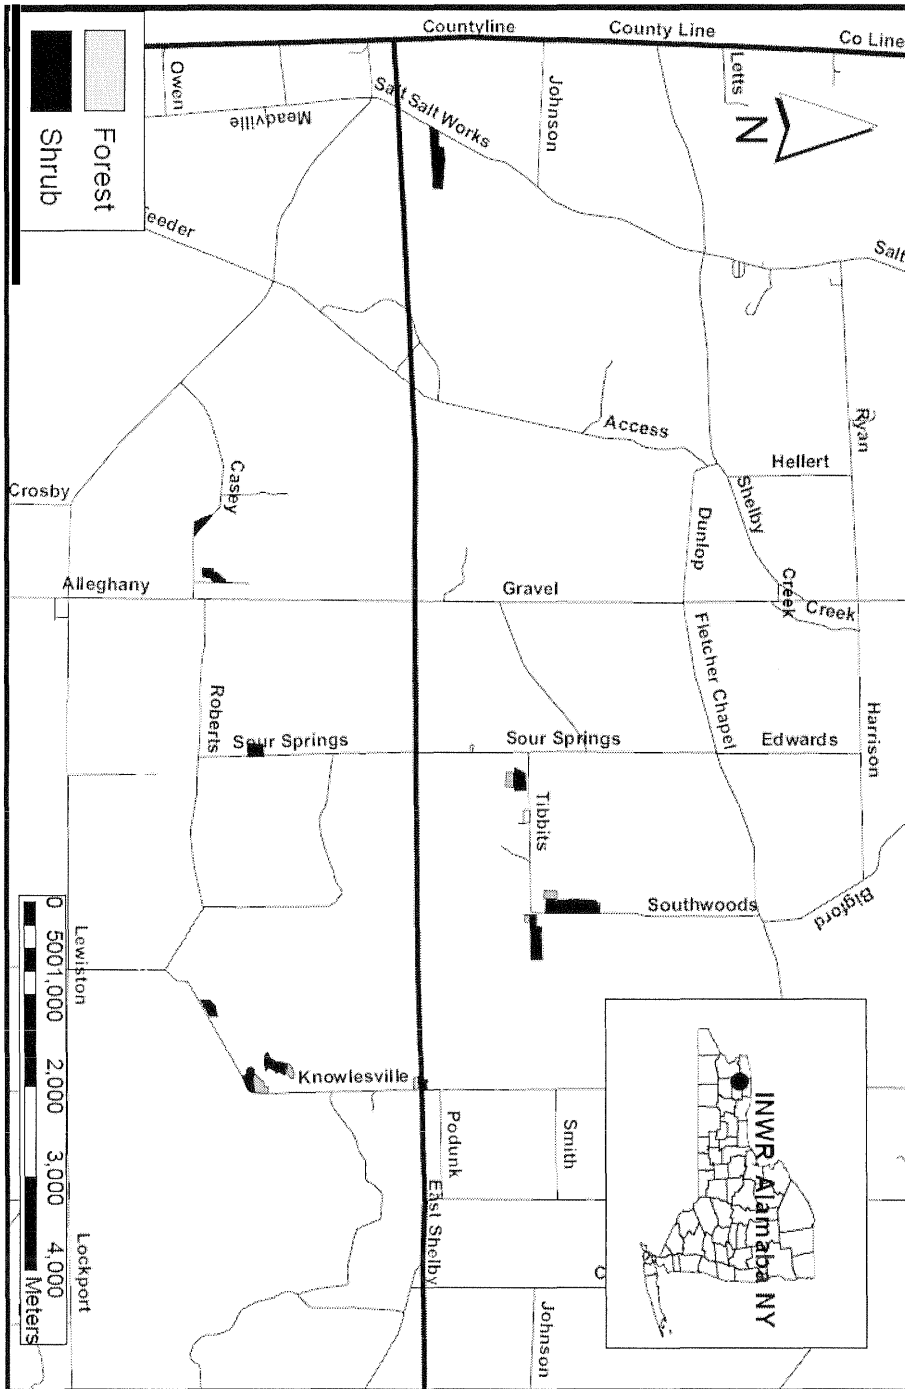 Countyline
County Line
Co Line
Owen
Meadville
Salt Salt Works
Johnson
Letts
N
Forest
Shrub
eeder
Salt
Access
Ryan
Hellert
Shelby
Casey
Crosby
Dunlop
Alleghany
Gravel
Creek
Creek
Fletcher Chapel
Roberts
Sour Springs
Sour Springs
Edwards
Harrison
Tibbits
Southwoods
Bigford
Lewiston
Knowlesville
Podunk
Smith
East Shelby
Johnson
Lockport
INWR, Alamaba NY
0 5001,000 2,000 3,000 4,000
Meters